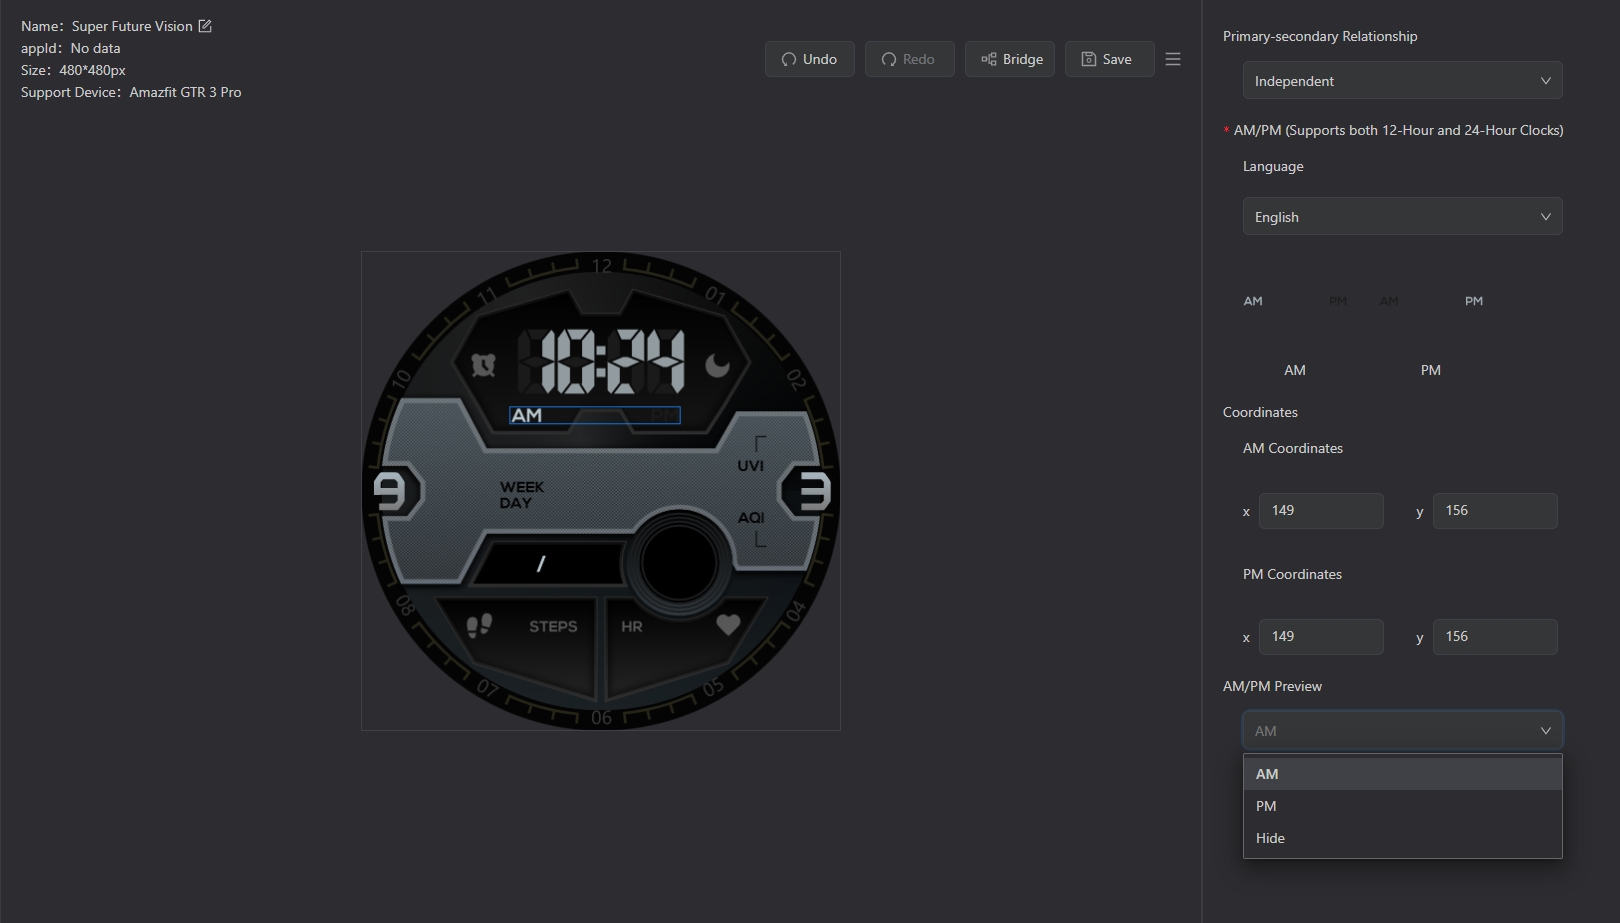 Name: Super Future Vision
appId: No data
Size: 480*480px
Support Device: Amazfit GTR 3 Pro
Undo
Redo
Bridge
Save
12
11
01
10
02
10:24
AM PM
UVI
9
3
WEEK
DAY
AQI
/
08
04
STEPS
HR
07
05
06
Primary-secondary Relationship
Independent
* AM/PM (Supports both 12-Hour and 24-Hour Clocks)
Language
English
AM PM AM PM
AM PM
Coordinates
AM Coordinates
x 149 y 156
PM Coordinates
x 149 y 156
AM/PM Preview
AM
AM
PM
Hide